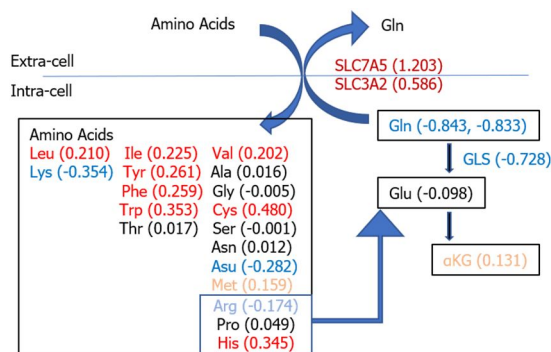 Amino Acids Gln
Extra-cell
SLC7A5 (1.203)
SLC3A2 (0.586)
Intra-cell
Gln (-0.843, -0.833)
GLS (-0.728)
Glu (-0.098)
αKG (0.131)
Amino Acids
Leu (0.210) Ile (0.225) Val (0.202)
Lys (-0.354) Tyr (0.261) Ala (0.016)
Phe (0.259) Gly (-0.005)
Trp (0.353) Cys (0.480)
Thr (0.017) Ser (-0.001)
Asn (0.012)
Asu (-0.282)
Met (0.159)
Arg (-0.174)
Pro (0.049)
His (0.345)